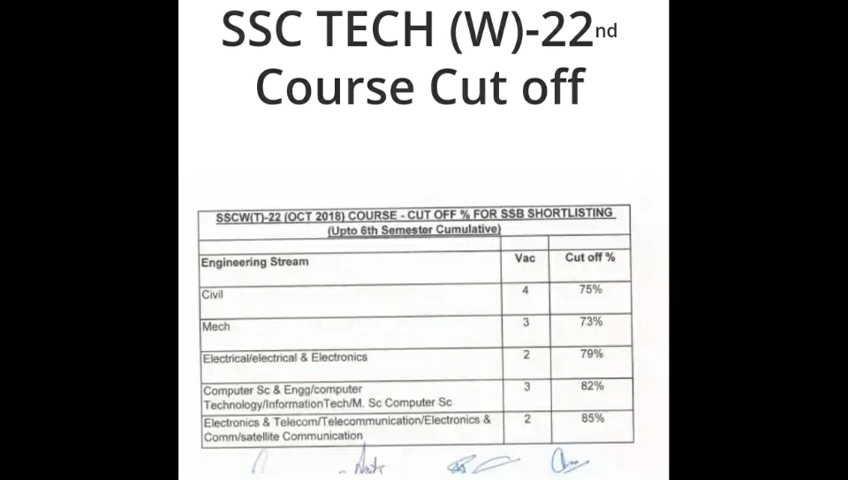 SSC TECH (W)-22nd
Course Cut off
SSCW(T)-22 (OCT 2018) COURSE - CUT OFF % FOR SSB SHORTLISTING
(Upto 6th Semester Cumulative)
Engineering Stream Vac Cut off %
Civil 4 75%
Mech 3 73%
Electrical/electrical & Electronics 2 79%
Computer Sc & Engg/computer
Technology/InformationTech/M. Sc Computer Sc 3 82%
Electronics & Telecom/Telecommunication/Electronics &
Comm/satellite Communication 2 85%